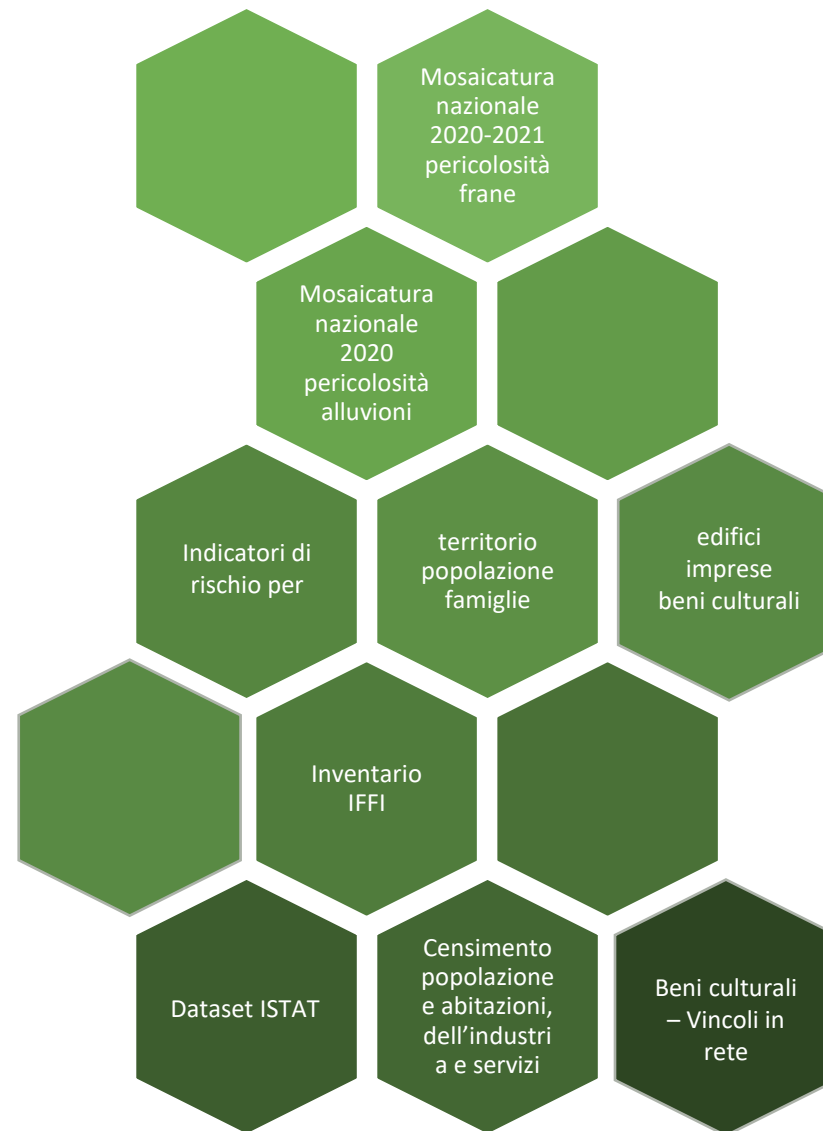 Mosaicatura
nazionale
2020-2021
pericolosità
frane
Mosaicatura
nazionale
2020
pericolosità
alluvioni
Indicatori di
rischio per
territorio
popolazione
famiglie
edifici
imprese
beni culturali
Inventario
IFFI
Dataset ISTAT
Censimento
popolazione
e abitazioni,
dell’industri
a e servizi
Beni culturali
– Vincoli in
rete